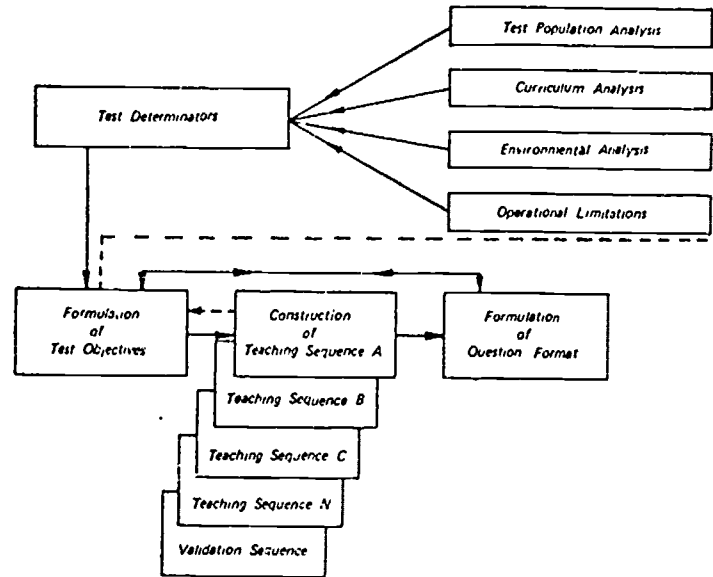 Test Population Analysis
Test Determinators
Curriculum Analysis
Environmental Analysis
Operational Limitations
Formulation
of
Test Objectives
Construction
of
Teaching Sequence A
Formulation
of
Question Format
Teaching Sequence B
Teaching Sequence C
Teaching Sequence N
Validation Sequence